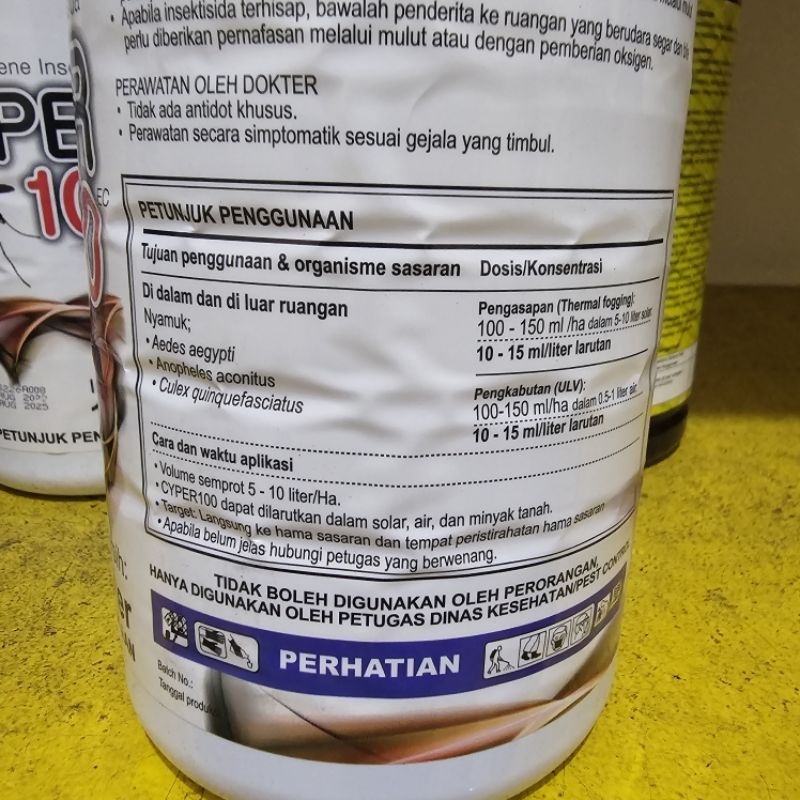 Apabila insektisida terhisap, bawalah penderita ke ruangan yang berudara segar dan
perlu diberikan pernafasan melalui mulut atau dengan pemberian oksigen.
PERAWATAN OLEH DOKTER
• Tidak ada antidot khusus.
• Perawatan secara simptomatik sesuai gejala yang timbul.
EC
10
PETUNJUK PENGGUNAAN
Tujuan penggunaan & organisme sasaran Dosis/Konsentrasi
Di dalam dan di luar ruangan
Nyamuk;
• Aedes aegypti
• Anopheles aconitus
• Culex quinquefasciatus
Pengasapan (Thermal fogging):
100 - 150 ml /ha dalam 5-10 liter solar
10 - 15 ml/liter larutan
Pengkabutan (ULV):
100-150 ml/ha dalam 0.5-1 liter air
10 - 15 ml/liter larutan
Cara dan waktu aplikasi
• Volume semprot 5 - 10 liter/Ha.
• CYPER100 dapat dilarutkan dalam solar, air, dan minyak tanah.
• Target: Langsung ke hama sasaran dan tempat peristirahatan hama sasaran
• Apabila belum jelas hubungi petugas yang berwenang.
TIDAK BOLEH DIGUNAKAN OLEH PERORANGAN,
HANYA DIGUNAKAN OLEH PETUGAS DINAS KESEHATAN/PEST CONTROL
PERHATIAN
Batch No.:
Tanggal produksi
AUG 2025
PETUNJUK PEN